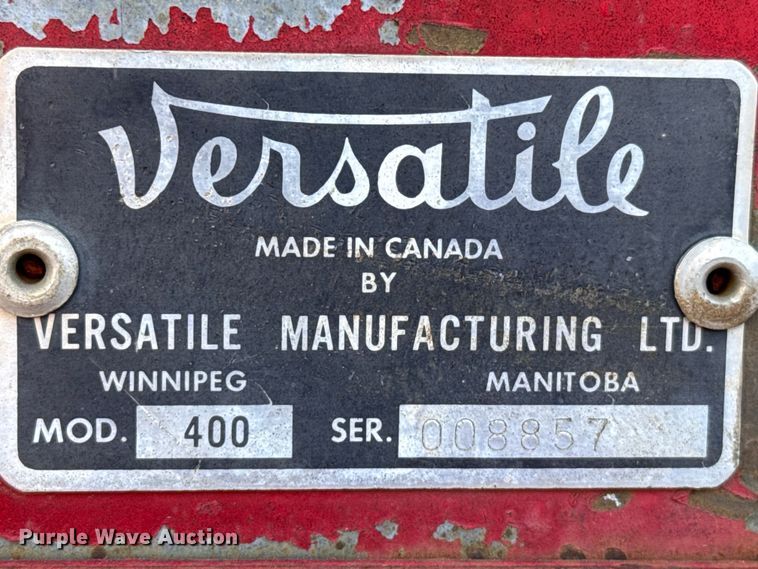 Versatile
MADE IN CANADA
BY
VERSATILE MANUFACTURING LTD.
WINNIPEG MANITOBA
MOD. 400 SER. 008857
Purple Wave Auction